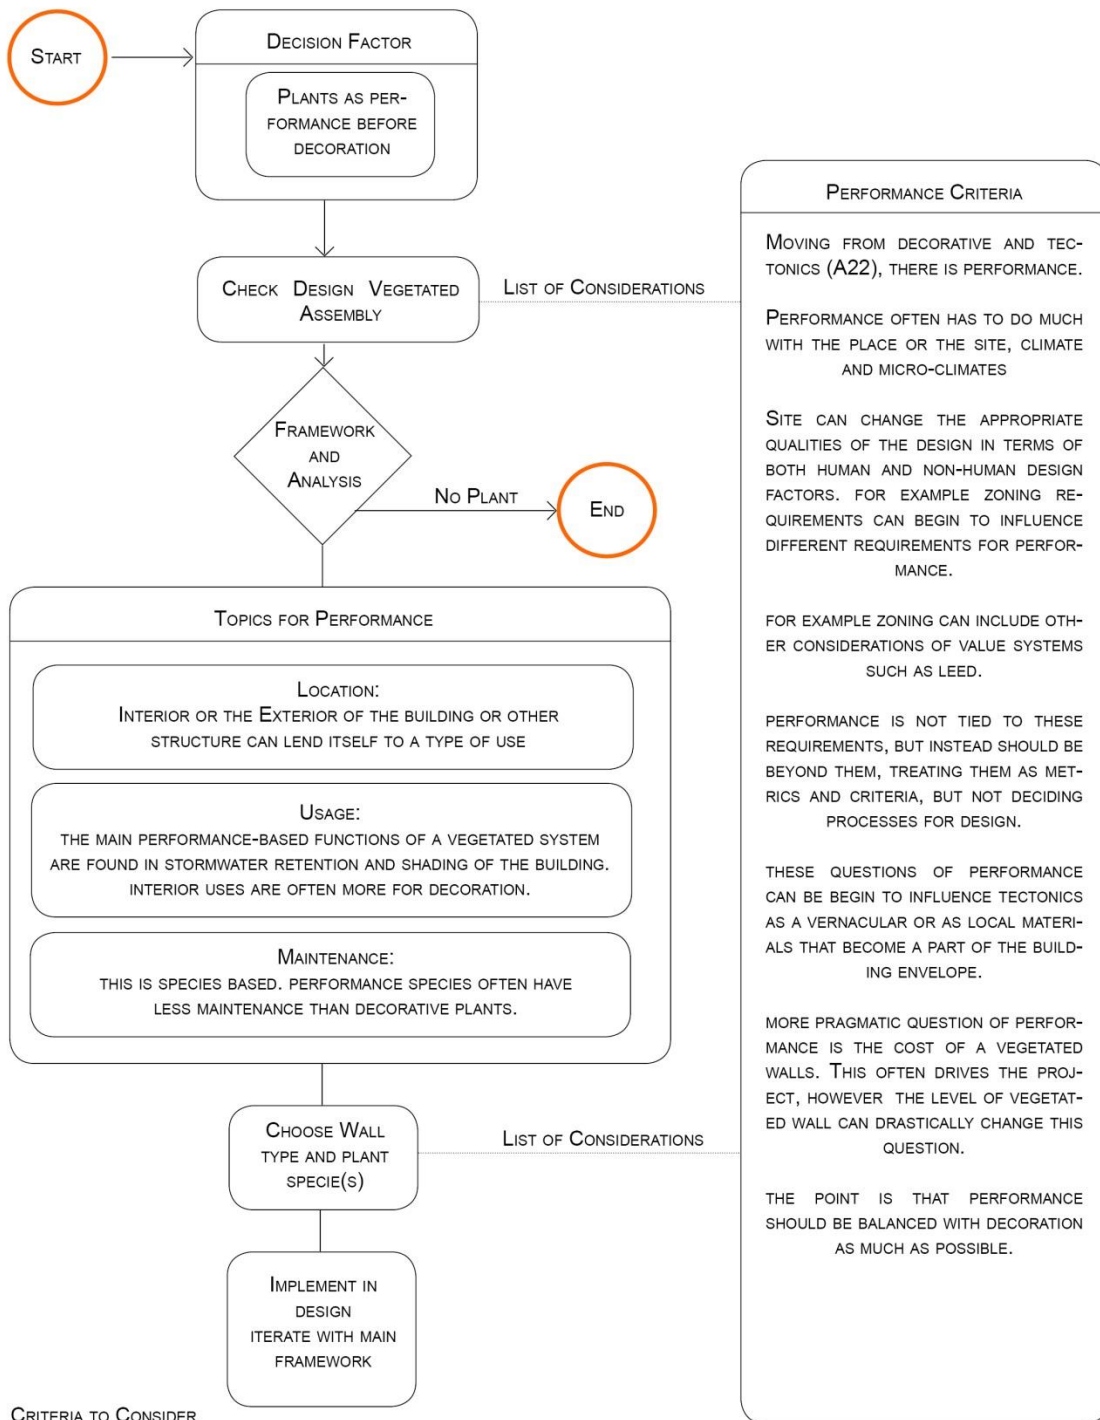 Start
Decision Factor
Plants as per-
formance before
decoration
Check Design Vegetated
Assembly
List of Considerations
Framework
and
Analysis
No Plant
End
Topics for Performance
Location:
Interior or the Exterior of the building or other
structure can lend itself to a type of use
Usage:
the main performance-based functions of a vegetated system
are found in stormwater retention and shading of the building.
interior uses are often more for decoration.
Maintenance:
this is species based. performance species often have
less maintenance than decorative plants.
Choose Wall
type and plant
specie(s)
List of Considerations
Implement in
design
iterate with main
framework
Criteria to Consider
Performance Criteria
Moving from decorative and tec-
tonics (A22), there is performance.
Performance often has to do much
with the place or the site, climate
and micro-climates
Site can change the appropriate
qualities of the design in terms of
both human and non-human design
factors. for example zoning re-
quirements can begin to influence
different requirements for perfor-
mance.
for example zoning can include oth-
er considerations of value systems
such as leed.
performance is not tied to these
requirements, but instead should be
beyond them, treating them as met-
rics and criteria, but not deciding
processes for design.
these questions of performance
can be begin to influence tectonics
as a vernacular or as local materi-
als that become a part of the build-
ing envelope.
more pragmatic question of perfor-
mance is the cost of a vegetated
walls. This often drives the proj-
ect, however the level of vegetat-
ed wall can drastically change this
question.
the point is that performance
should be balanced with decoration
as much as possible.